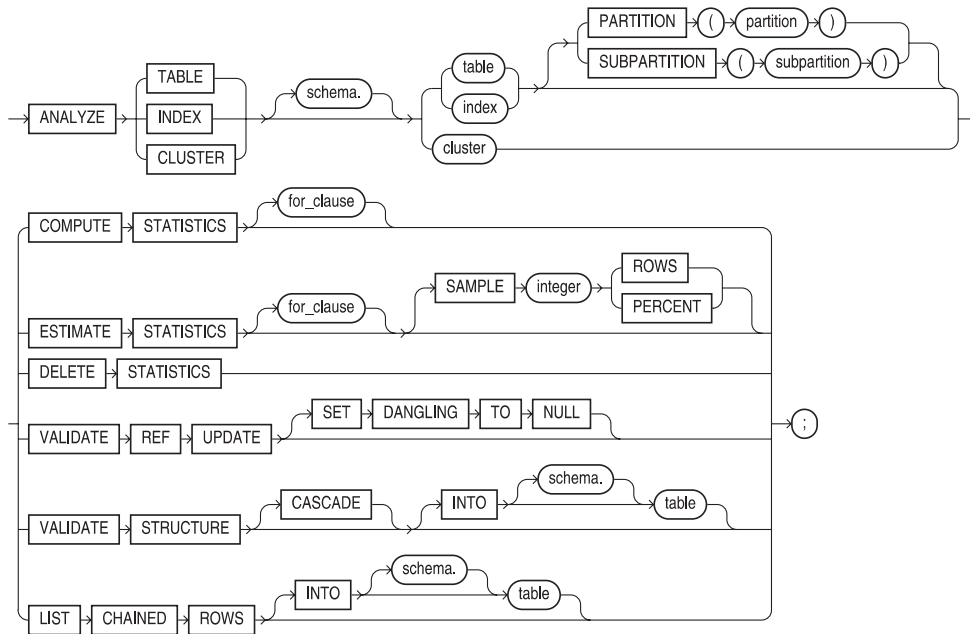 PARTITION ( partition )
TABLE table SUBPARTITION ( subpartition )
schema.
ANALYZE INDEX index
CLUSTER cluster
for_clause
COMPUTE STATISTICS
ROWS
SAMPLE integer
for_clause PERCENT
ESTIMATE STATISTICS
DELETE STATISTICS
SET DANGLING TO NULL
VALIDATE REF UPDATE ;
schema.
CASCADE INTO table
VALIDATE STRUCTURE
schema.
INTO table
LIST CHAINED ROWS